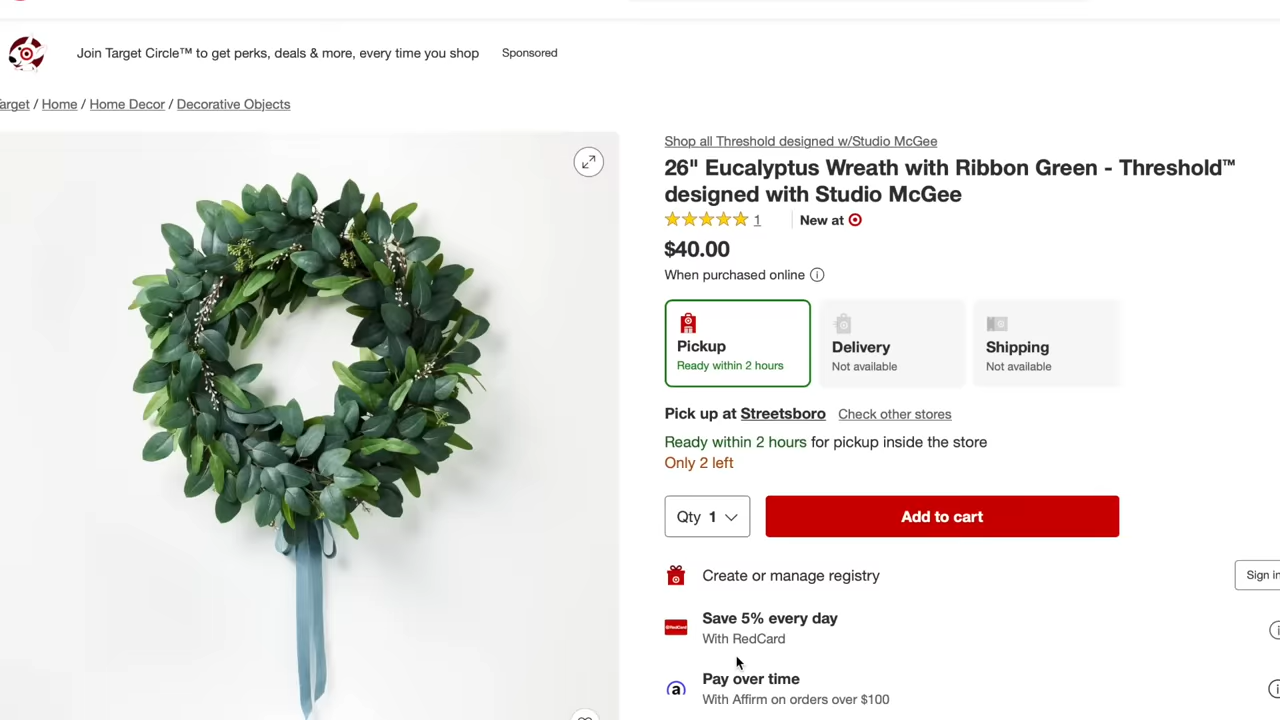 Join Target Circle™ to get perks, deals & more, every time you shop
Sponsored
arget / Home / Home Decor / Decorative Objects
Shop all Threshold designed w/Studio McGee
26" Eucalyptus Wreath with Ribbon Green - Threshold™
designed with Studio McGee
1
New at
$40.00
When purchased online
Pickup
Ready within 2 hours
Delivery
Not available
Shipping
Not available
Pick up at Streetsboro
Check other stores
Ready within 2 hours for pickup inside the store
Only 2 left
Qty 1
Add to cart
Create or manage registry
Sign in
Save 5% every day
With RedCard
Pay over time
With Affirm on orders over $100